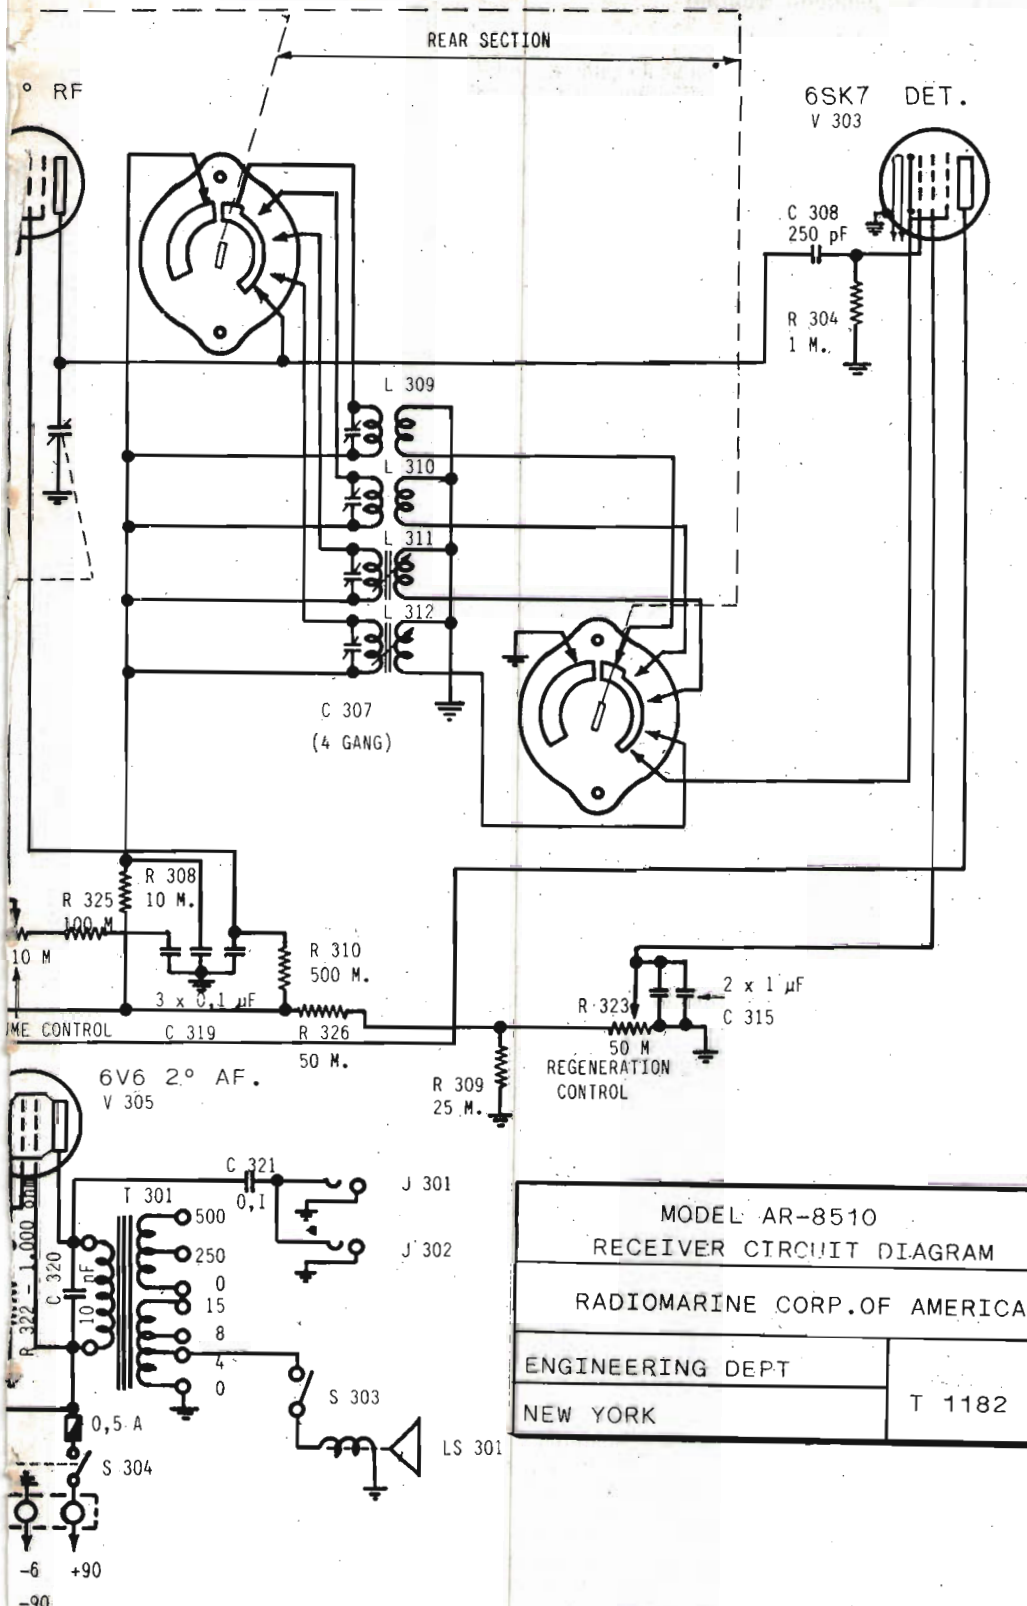 REAR SECTION
° RF
6SK7 DET.
V 303
C 308
250 pF
R 304
1 M.
L 309
L 310
L 311
L 312
C 307
(4 GANG)
R 308
10 M.
R 325
100 M
10 M
R 310
500 M.
3 x 0,1 µF
C 319
ME CONTROL
R 326
50 M.
R 323
50 M
2 x 1 µF
C 315
REGENERATION
CONTROL
R 309
25 M.
6V6 2° AF.
V 305
C 321
0,I
J 301
J 302
T 301
500
250
0
15
8
4
0
R 322 - 1.000 ohm
C 320
10 nF
S 303
LS 301
0,5 A
S 304
-6
+90
-90
MODEL AR-8510
RECEIVER CIRCUIT DIAGRAM
RADIOMARINE CORP.OF AMERICA
ENGINEERING DEPT
NEW YORK
T 1182